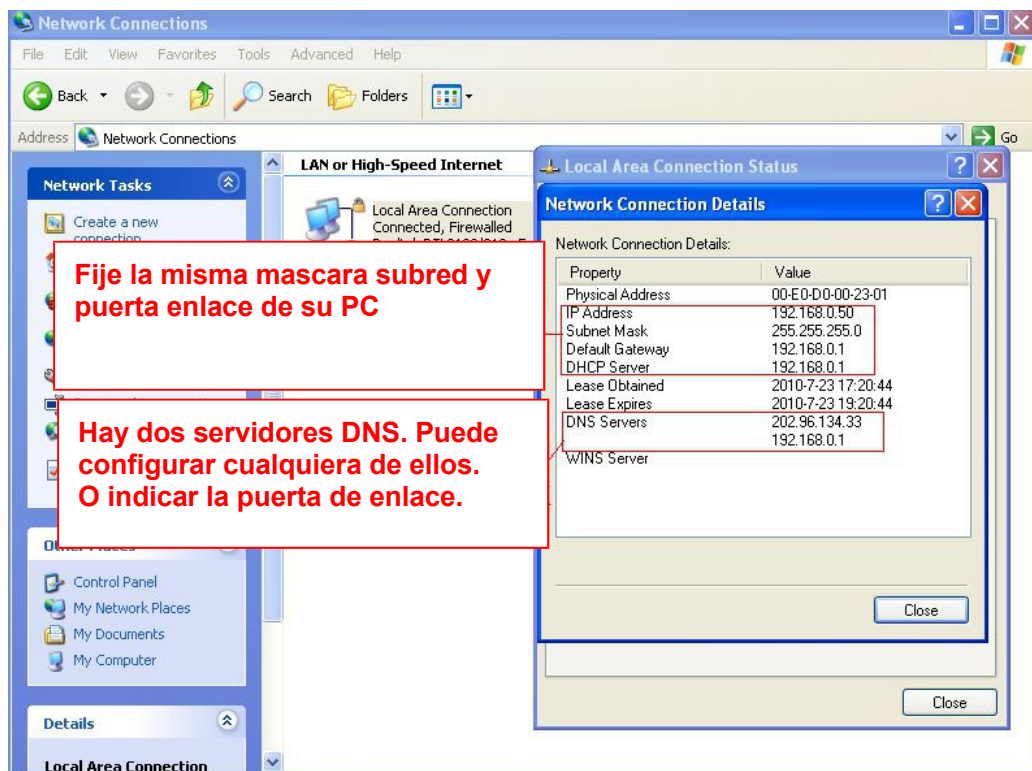 Network Connections
File Edit View Favorites Tools Advanced Help
Back Search Folders
Address Network Connections Go
Network Tasks
Create a new
connection
Other Places
Control Panel
My Network Places
My Documents
My Computer
Details
Local Area Connection
LAN or High-Speed Internet
Local Area Connection
Connected, Firewalled
Fije la misma mascara subred y
puerta enlace de su PC
Hay dos servidores DNS. Puede
configurar cualquiera de ellos.
O indicar la puerta de enlace.
Local Area Connection Status
Network Connection Details
Network Connection Details:
Property Value
Physical Address 00-E0-D0-00-23-01
IP Address 192.168.0.50
Subnet Mask 255.255.255.0
Default Gateway 192.168.0.1
DHCP Server 192.168.0.1
Lease Obtained 2010-7-23 17:20:44
Lease Expires 2010-7-23 19:20:44
DNS Servers 202.96.134.33
192.168.0.1
WINS Server
Close
Close